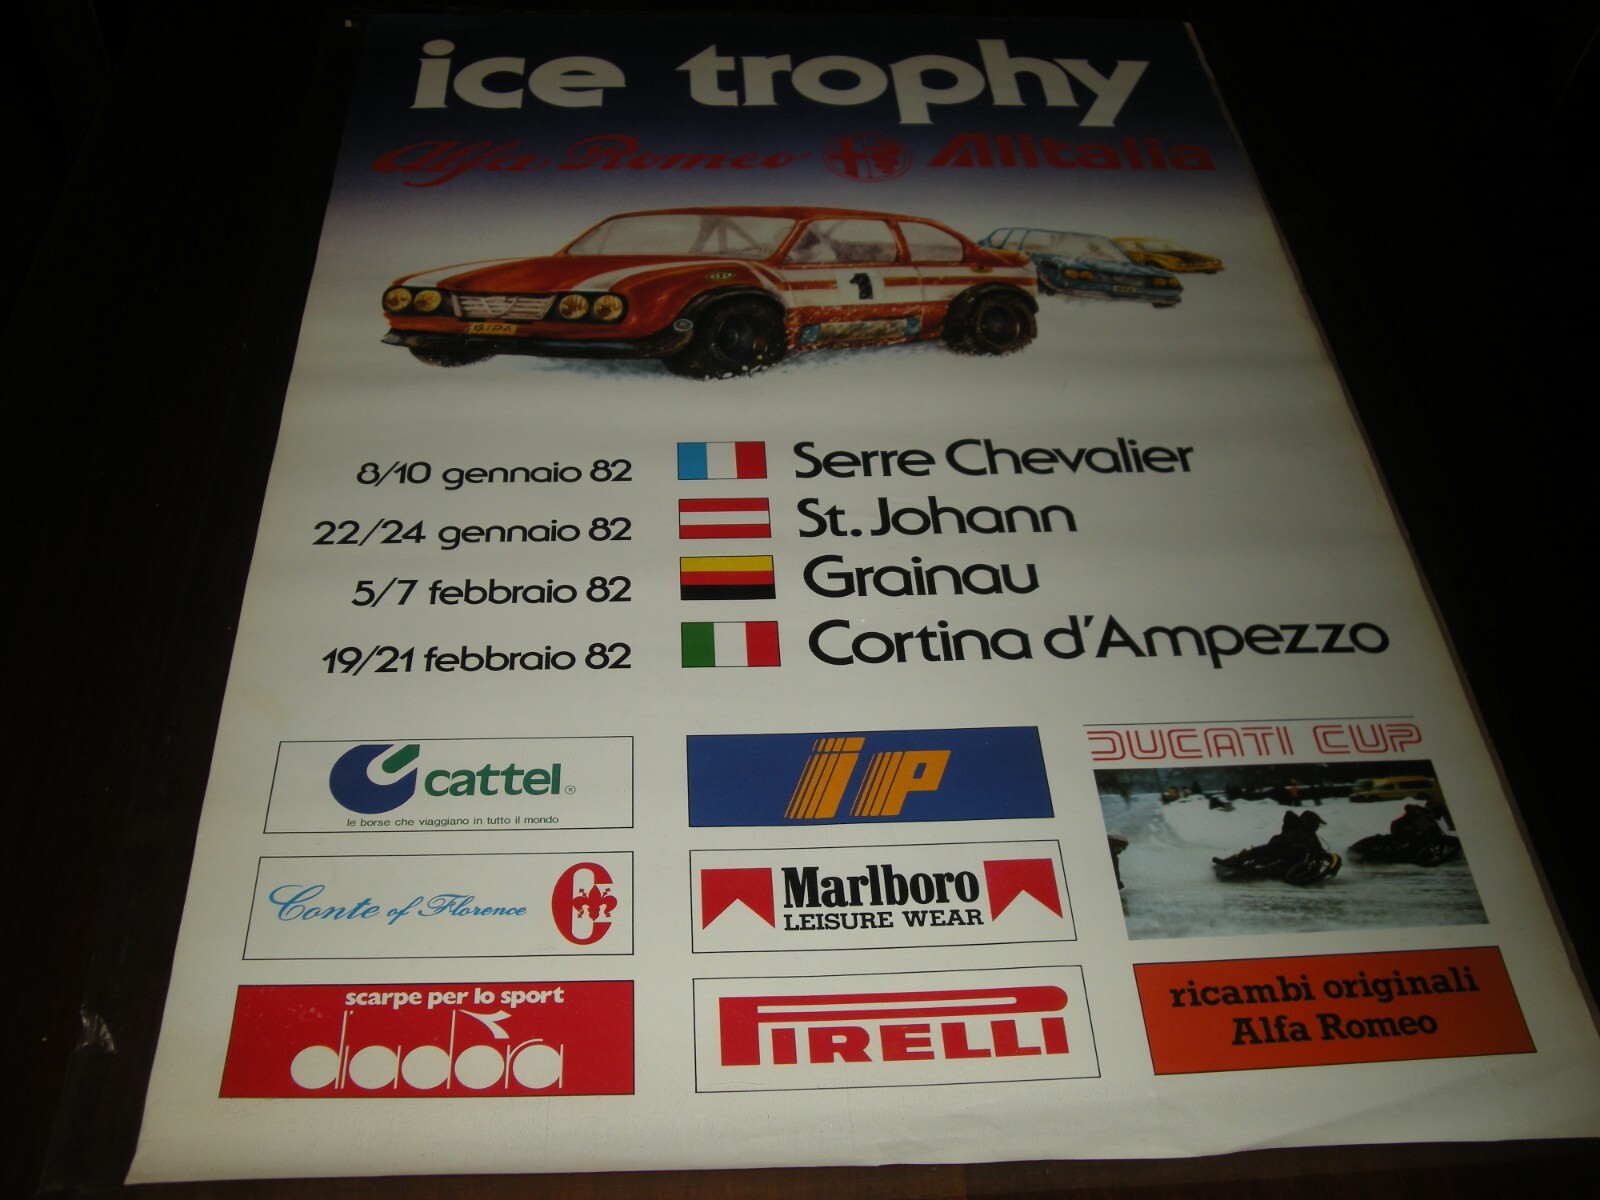 ice trophy
Alfa Romeo Alitalia
1
GIDA
8/10 gennaio 82 Serre Chevalier
22/24 gennaio 82 St. Johann
5/7 febbraio 82 Grainau
19/21 febbraio 82 Cortina d'Ampezzo
cattel®
le borse che viaggiano in tutto il mondo
IP
DUCATI CUP
Conte of Florence
Marlboro
LEISURE WEAR
scarpe per lo sport
diadora
PIRELLI
ricambi originali
Alfa Romeo